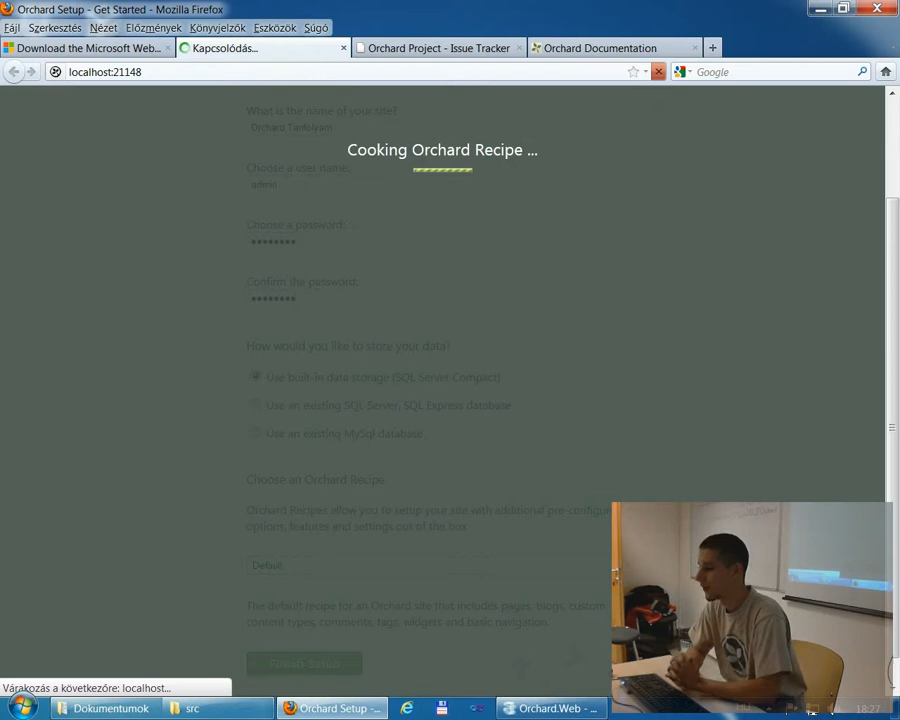 Orchard Setup - Get Started - Mozilla Firefox
Fájl Szerkesztés Nézet Előzmények Könyvjelzők Eszközök Súgó
Download the Microsoft Web... Kapcsolódás... Orchard Project - Issue Tracker Orchard Documentation
localhost:21148 Google
What is the name of your site?
Orchard Tanfolyam
Cooking Orchard Recipe ...
Choose a user name:
admin
Choose a password:
Confirm the password:
How would you like to store your data?
Use built-in data storage (SQL Server Compact)
Use an existing SQL Server, SQL Express database
Use an existing MySql database
Choose an Orchard Recipe
Orchard Recipes allow you to setup your site with additional pre-configur
options, features and settings out of the box
Default
The default recipe for an Orchard site that includes pages, blogs, custom
content types, comments, tags, widgets and basic navigation.
Finish Setup
Várakozás a következőre: localhost...
Dokumentumok src Orchard Setup -... Orchard.Web - ... HU 18:27